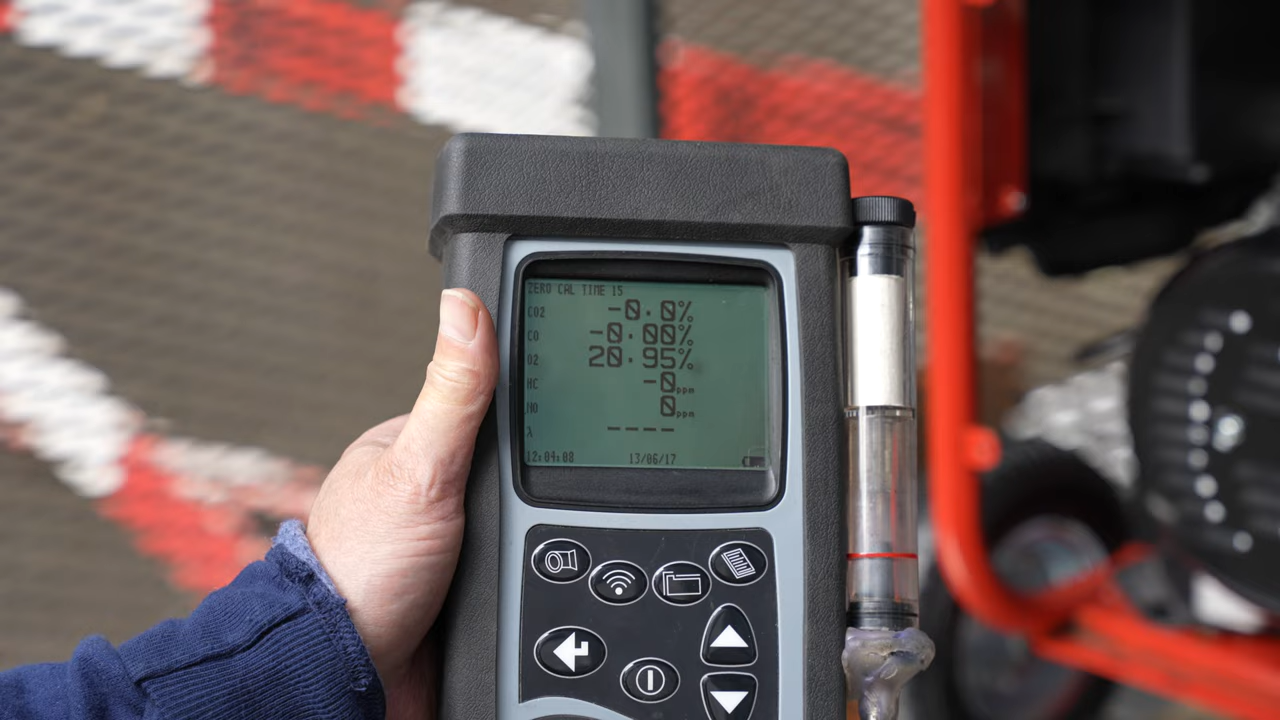 ZERO CAL TIME 15
CO2 -0.0%
CO -0.00%
O2 20.95%
HC -0ppm
NO 0ppm
λ ----
12:04:08 13/06/17